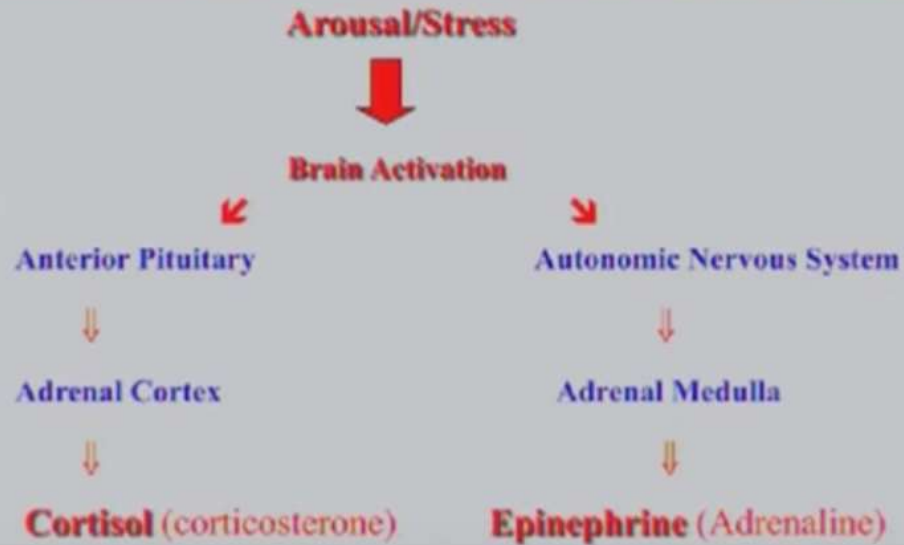 Arousal/Stress
Brain Activation
Anterior Pituitary
Autonomic Nervous System
Adrenal Cortex
Adrenal Medulla
Cortisol (corticosterone)
Epinephrine (Adrenaline)